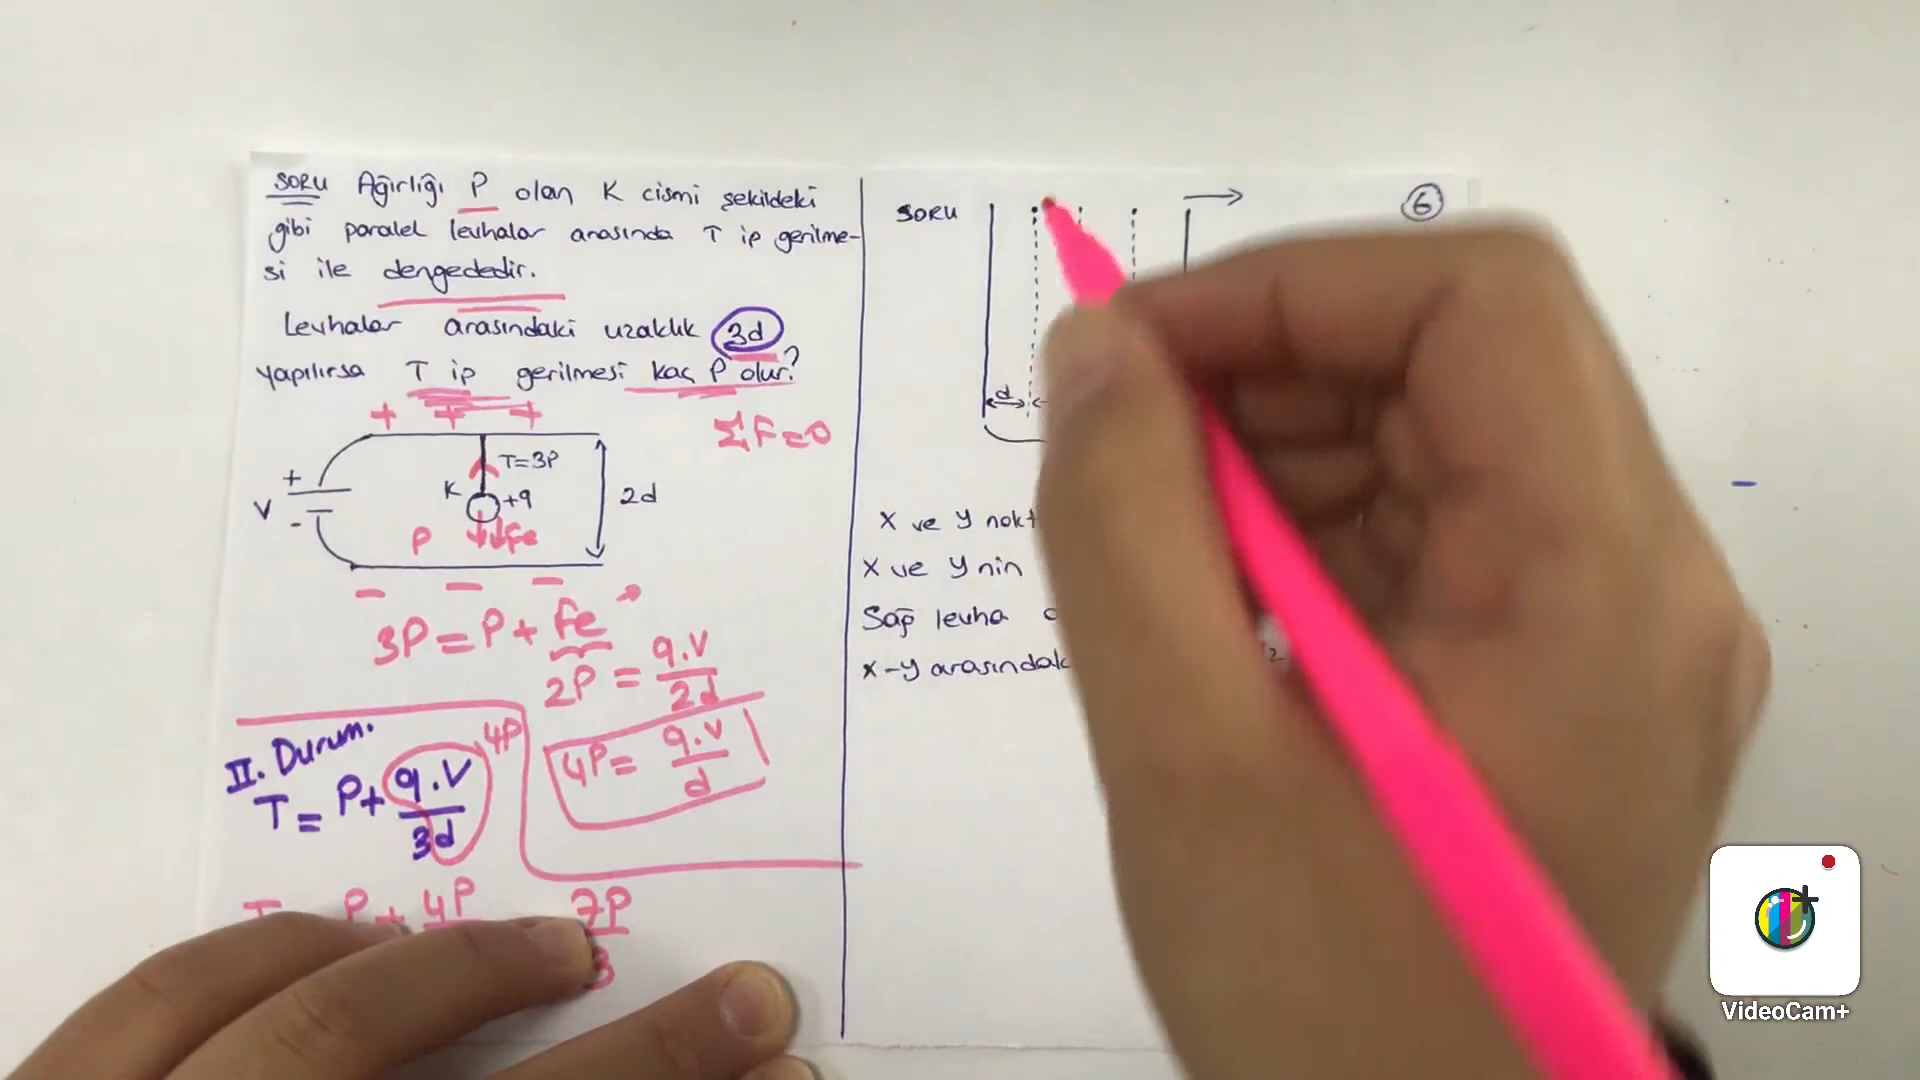 SORU Ağırlığı P olan K cismi şekildeki
gibi paralel levhalar arasında T ip gerilme-
si ile dengededir.
Levhalar arasındaki uzaklık 3d
yapılırsa T ip gerilmesi kaç P olur?
+ + +
ΣF=0
+
V
-
T=3P
K
+q
P
Fe
2d
- - -
3P = P + Fe
2P = q.V / 2d
4P = q.V / d
II. Durum.
T = P + q.V / 3d
4P
P + 4P
7P / 3
SORU
6
d
X ve Y
X ve Y nin
Sağ levha
X-Y
2
VideoCam+